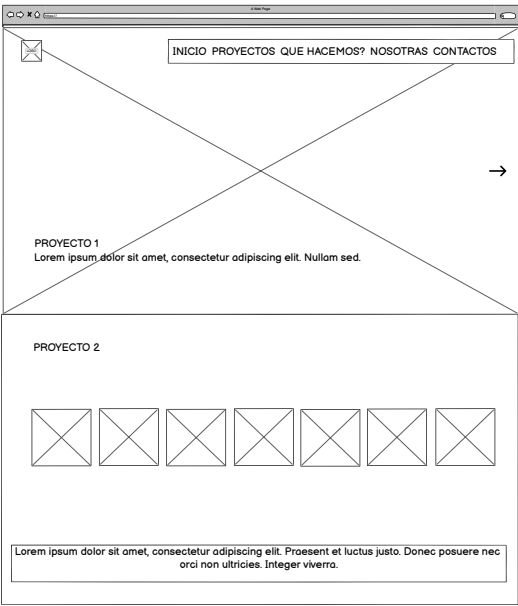 A Web Page
https://
INICIO PROYECTOS QUE HACEMOS? NOSOTRAS CONTACTOS
PROYECTO 1
Lorem ipsum dolor sit amet, consectetur adipiscing elit. Nullam sed.
PROYECTO 2
Lorem ipsum dolor sit amet, consectetur adipiscing elit. Praesent et luctus justo. Donec posuere nec
orci non ultricies. Integer viverra.